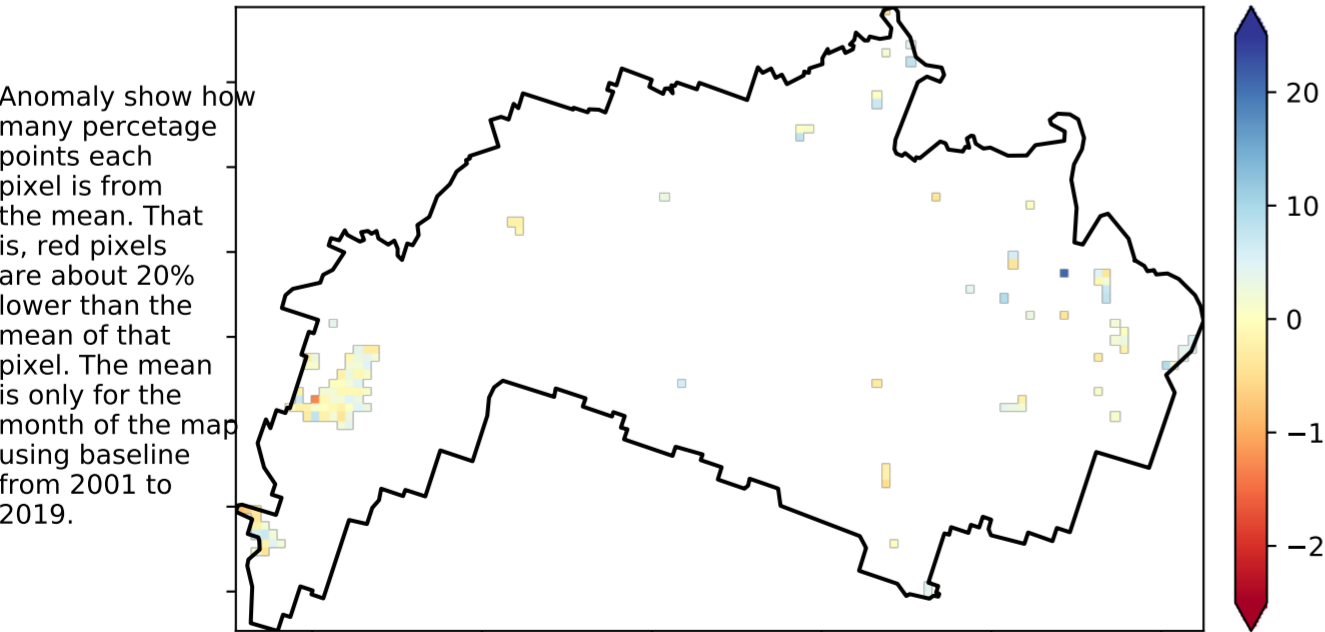 Anomaly show how
many percetage
points each
pixel is from
the mean. That
is, red pixels
are about 20%
lower than the
mean of that
pixel. The mean
is only for the
month of the map
using baseline
from 2001 to
2019.
20
10
0
−1
−2